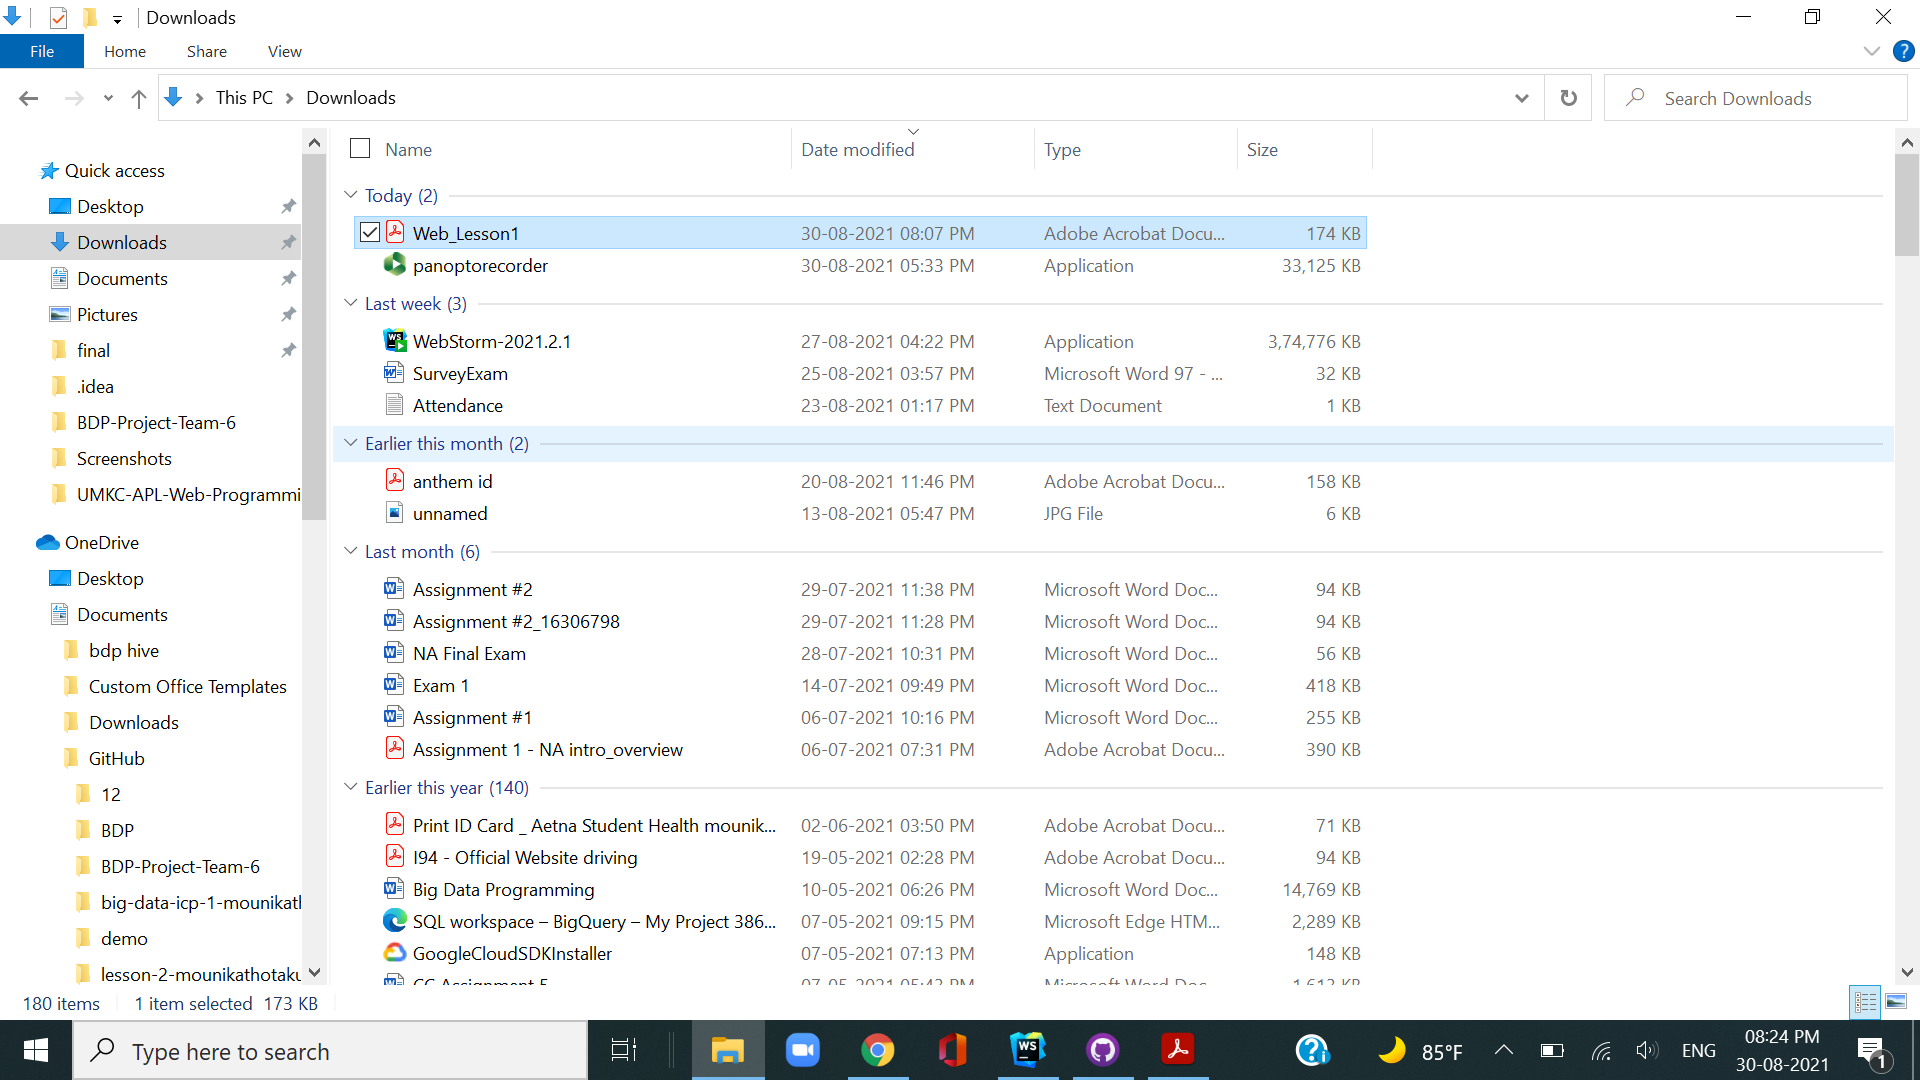 Downloads
File Home Share View
This PC Downloads
Search Downloads
Quick access
Desktop
Downloads
Documents
Pictures
final
.idea
BDP-Project-Team-6
Screenshots
UMKC-APL-Web-Programmi
OneDrive
Desktop
Documents
bdp hive
Custom Office Templates
Downloads
GitHub
12
BDP
BDP-Project-Team-6
big-data-icp-1-mounikatl
demo
lesson-2-mounikathotaku
Name Date modified Type Size
Today (2)
Web_Lesson1 30-08-2021 08:07 PM Adobe Acrobat Docu... 174 KB
panoptorecorder 30-08-2021 05:33 PM Application 33,125 KB
Last week (3)
WebStorm-2021.2.1 27-08-2021 04:22 PM Application 3,74,776 KB
SurveyExam 25-08-2021 03:57 PM Microsoft Word 97 - ... 32 KB
Attendance 23-08-2021 01:17 PM Text Document 1 KB
Earlier this month (2)
anthem id 20-08-2021 11:46 PM Adobe Acrobat Docu... 158 KB
unnamed 13-08-2021 05:47 PM JPG File 6 KB
Last month (6)
Assignment #2 29-07-2021 11:38 PM Microsoft Word Doc... 94 KB
Assignment #2_16306798 29-07-2021 11:28 PM Microsoft Word Doc... 94 KB
NA Final Exam 28-07-2021 10:31 PM Microsoft Word Doc... 56 KB
Exam 1 14-07-2021 09:49 PM Microsoft Word Doc... 418 KB
Assignment #1 06-07-2021 10:16 PM Microsoft Word Doc... 255 KB
Assignment 1 - NA intro_overview 06-07-2021 07:31 PM Adobe Acrobat Docu... 390 KB
Earlier this year (140)
Print ID Card _ Aetna Student Health mounik... 02-06-2021 03:50 PM Adobe Acrobat Docu... 71 KB
I94 - Official Website driving 19-05-2021 02:28 PM Adobe Acrobat Docu... 94 KB
Big Data Programming 10-05-2021 06:26 PM Microsoft Word Doc... 14,769 KB
SQL workspace – BigQuery – My Project 386... 07-05-2021 09:15 PM Microsoft Edge HTM... 2,289 KB
GoogleCloudSDKInstaller 07-05-2021 07:13 PM Application 148 KB
CC Assignment 5 07-05-2021 05:43 PM Microsoft Word Doc... 1,613 KB
180 items 1 item selected 173 KB
Type here to search
WS
85°F
ENG
08:24 PM
30-08-2021
1